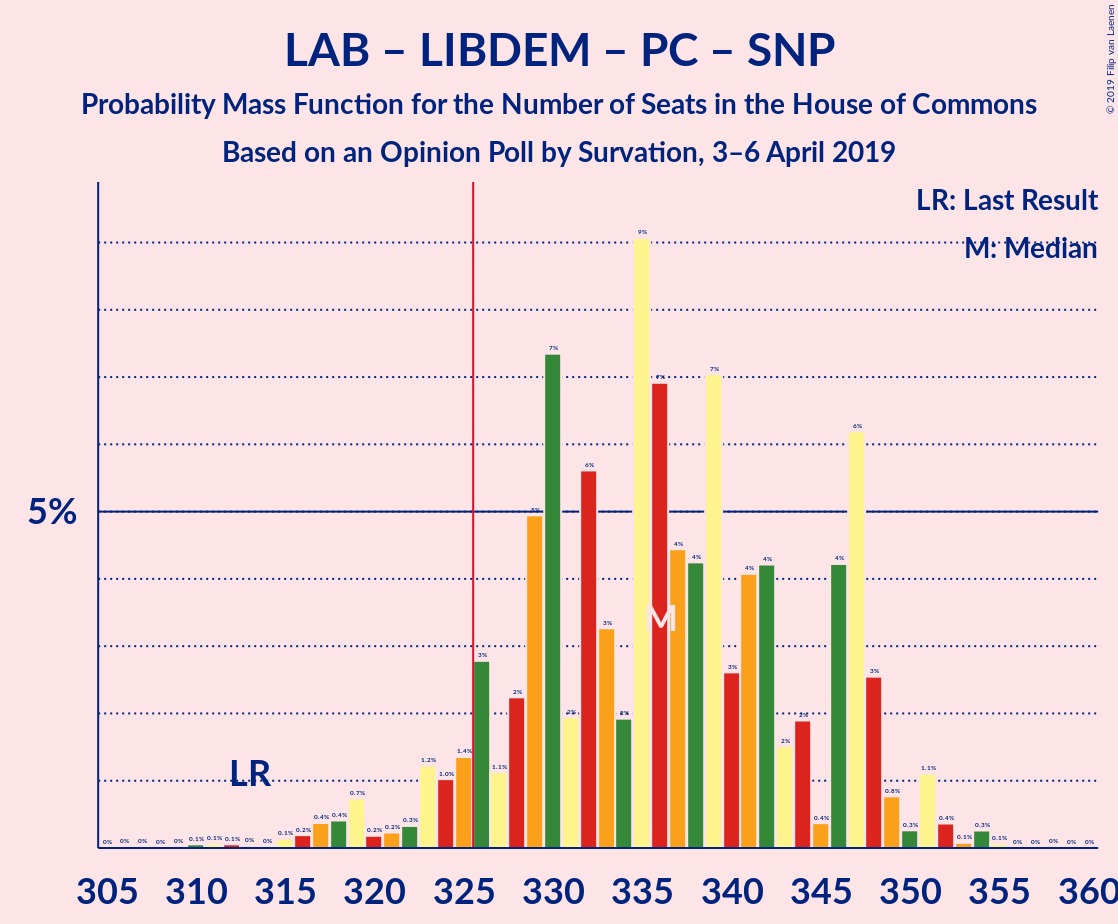 LAB – LIBDEM – PC – SNP
Probability Mass Function for the Number of Seats in the House of Commons
Based on an Opinion Poll by Survation, 3–6 April 2019
© 2019 Filip van Laenen
LR: Last Result
M: Median
5%
LR
M
0% 0% 0% 0% 0% 0.1% 0.1% 0.1% 0% 0% 0.1% 0.2% 0.4% 0.4% 0.7% 0.2% 0.2% 0.3% 1.2% 1.0% 1.4% 3% 1.1% 2% 5% 7% 2% 6% 3% 2% 9% 7% 4% 4% 7% 3% 4% 4% 2% 2% 0.4% 4% 6% 3% 0.8% 0.3% 1.1% 0.4% 0.1% 0.3% 0.1% 0% 0% 0% 0% 0%
305 310 315 320 325 330 335 340 345 350 355 360